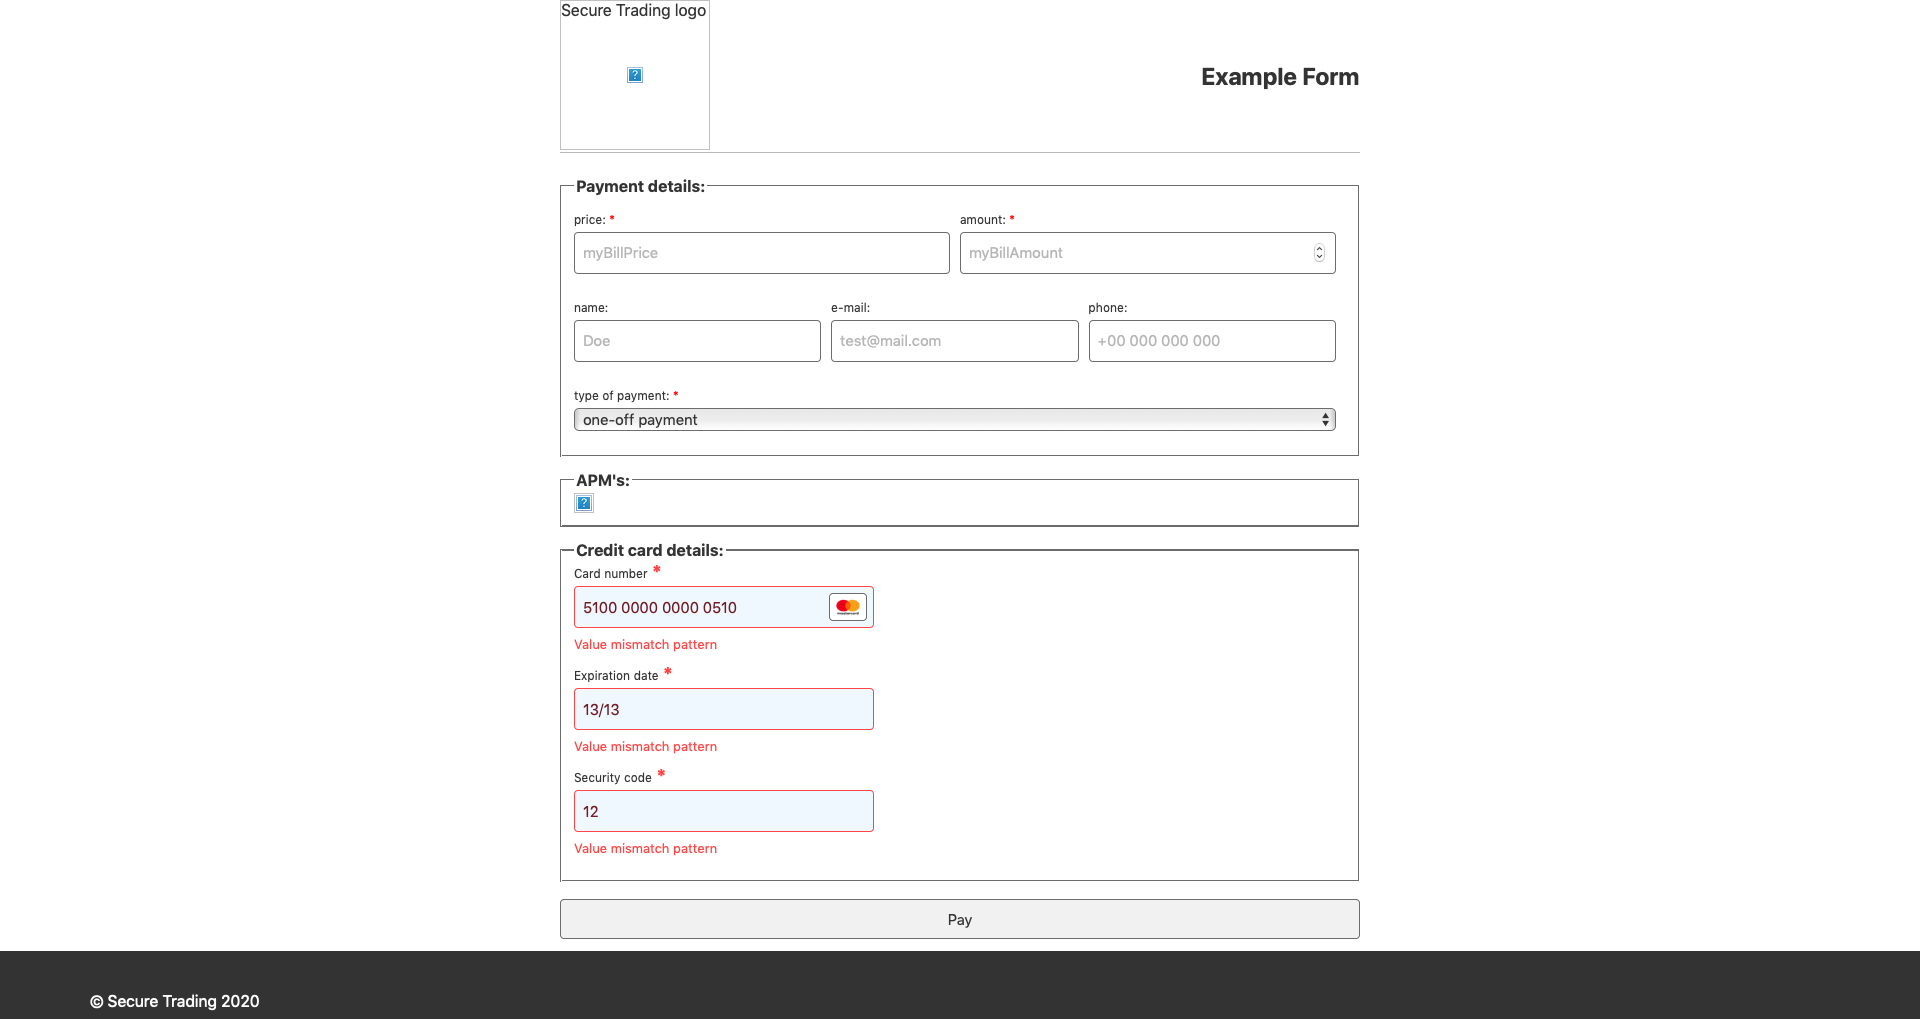 Secure Trading logo
Example Form
Payment details:
price: *
amount: *
myBillPrice
myBillAmount
name:
e-mail:
phone:
Doe
test@mail.com
+00 000 000 000
type of payment: *
one-off payment
APM's:
Credit card details:
Card number *
5100 0000 0000 0510
mastercard
Value mismatch pattern
Expiration date *
13/13
Value mismatch pattern
Security code *
12
Value mismatch pattern
Pay
© Secure Trading 2020